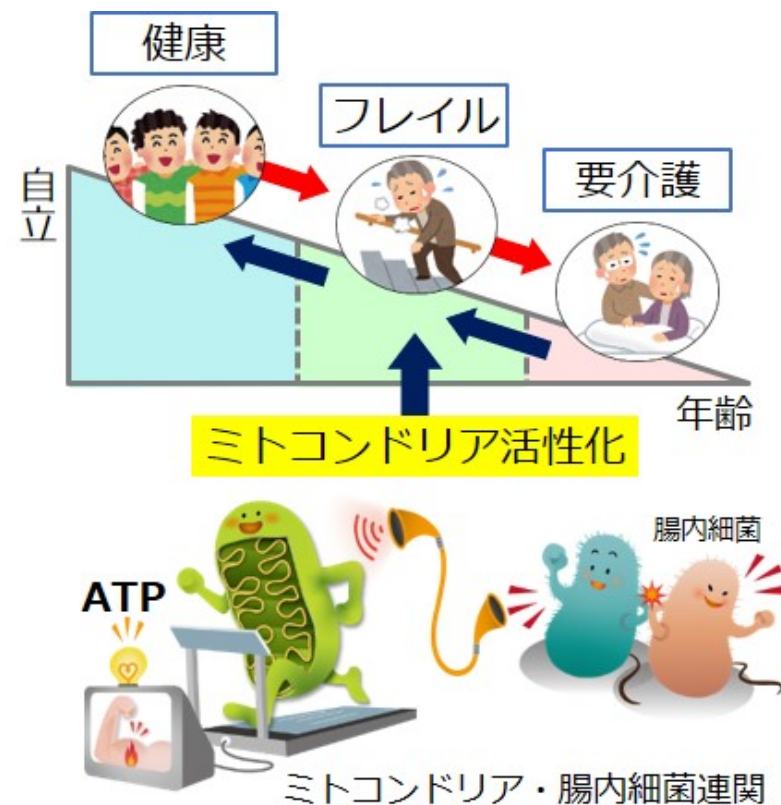 健康
フレイル
要介護
自立
年齢
ミトコンドリア活性化
腸内細菌
ATP
ミトコンドリア・腸内細菌連関